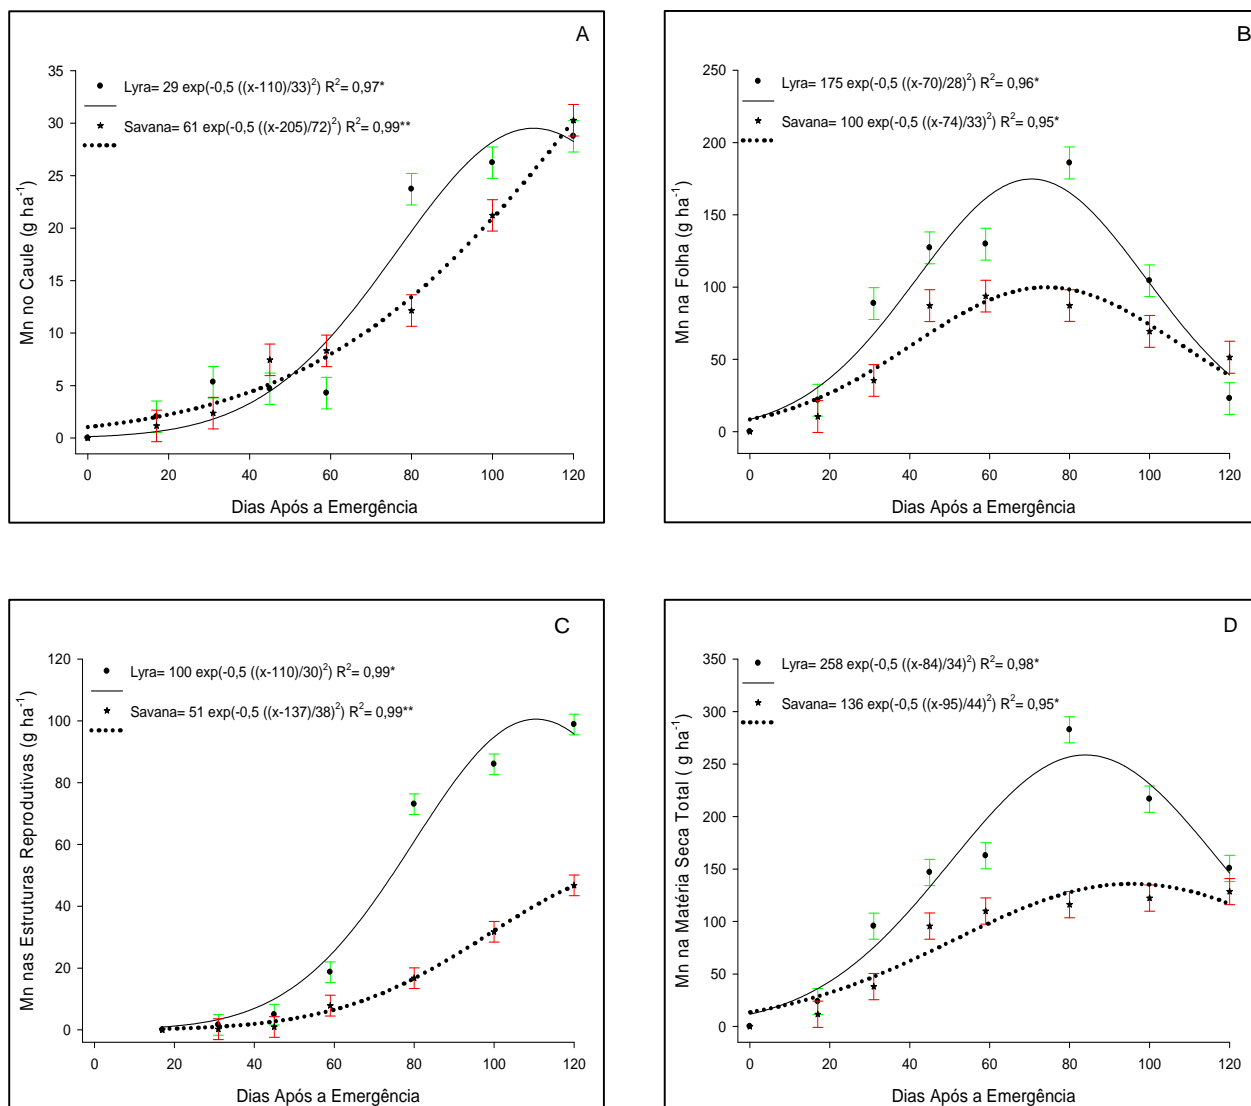 A
Lyra= 29 exp(-0,5 ((x-110)/33)²) R²= 0,97*
Savana= 61 exp(-0,5 ((x-205)/72)²) R²= 0,99**
Mn no Caule (g ha⁻¹)
35
30
25
20
15
10
5
0
0 20 40 60 80 100 120
Dias Após a Emergência
B
Lyra= 175 exp(-0,5 ((x-70)/28)²) R²= 0,96*
Savana= 100 exp(-0,5 ((x-74)/33)²) R²= 0,95*
Mn na Folha (g ha⁻¹)
250
200
150
100
50
0
0 20 40 60 80 100 120
Dias Após a Emergência
C
Lyra= 100 exp(-0,5 ((x-110)/30)²) R²= 0,99*
Savana= 51 exp(-0,5 ((x-137)/38)²) R²= 0,99**
Mn nas Estruturas Reprodutivas (g ha⁻¹)
120
100
80
60
40
20
0
0 20 40 60 80 100 120
Dias Após a Emergência
D
Lyra= 258 exp(-0,5 ((x-84)/34)²) R²= 0,98*
Savana= 136 exp(-0,5 ((x-95)/44)²) R²= 0,95*
Mn na Matéria Seca Total ( g ha⁻¹)
350
300
250
200
150
100
50
0
0 20 40 60 80 100 120
Dias Após a Emergência